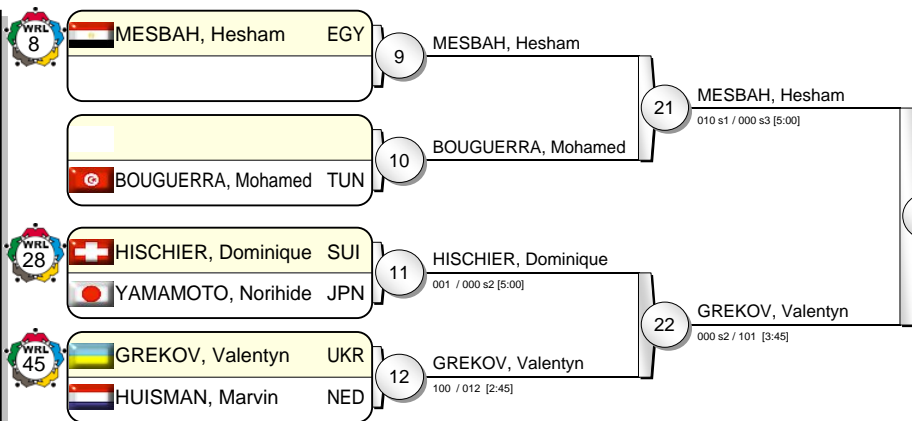 WRL
8
MESBAH, Hesham EGY
9
MESBAH, Hesham
BOUGUERRA, Mohamed TUN
10
BOUGUERRA, Mohamed
21
MESBAH, Hesham
010 s1 / 000 s3 [5:00]
WRL
28
HISCHIER, Dominique SUI
YAMAMOTO, Norihide JPN
11
HISCHIER, Dominique
001 / 000 s2 [5:00]
WRL
45
GREKOV, Valentyn UKR
HUISMAN, Marvin NED
12
GREKOV, Valentyn
100 / 012 [2:45]
22
GREKOV, Valentyn
000 s2 / 101 [3:45]